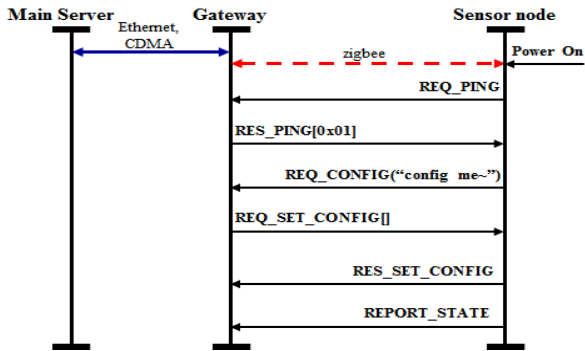 Main Server
Gateway
Sensor node
Ethernet,
CDMA
zigbee
Power On
REQ_PING
RES_PING[0x01]
REQ_CONFIG(“config me~”)
REQ_SET_CONFIG[]
RES_SET_CONFIG
REPORT_STATE